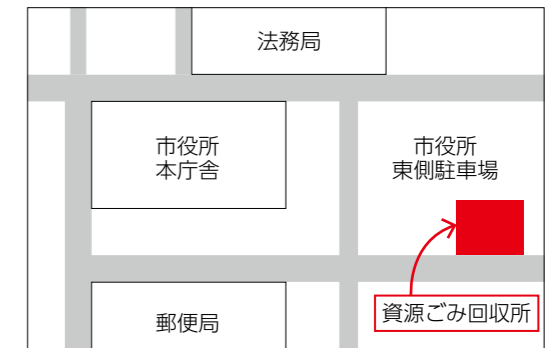 法務局
市役所
本庁舎
市役所
東側駐車場
郵便局
資源ごみ回収所